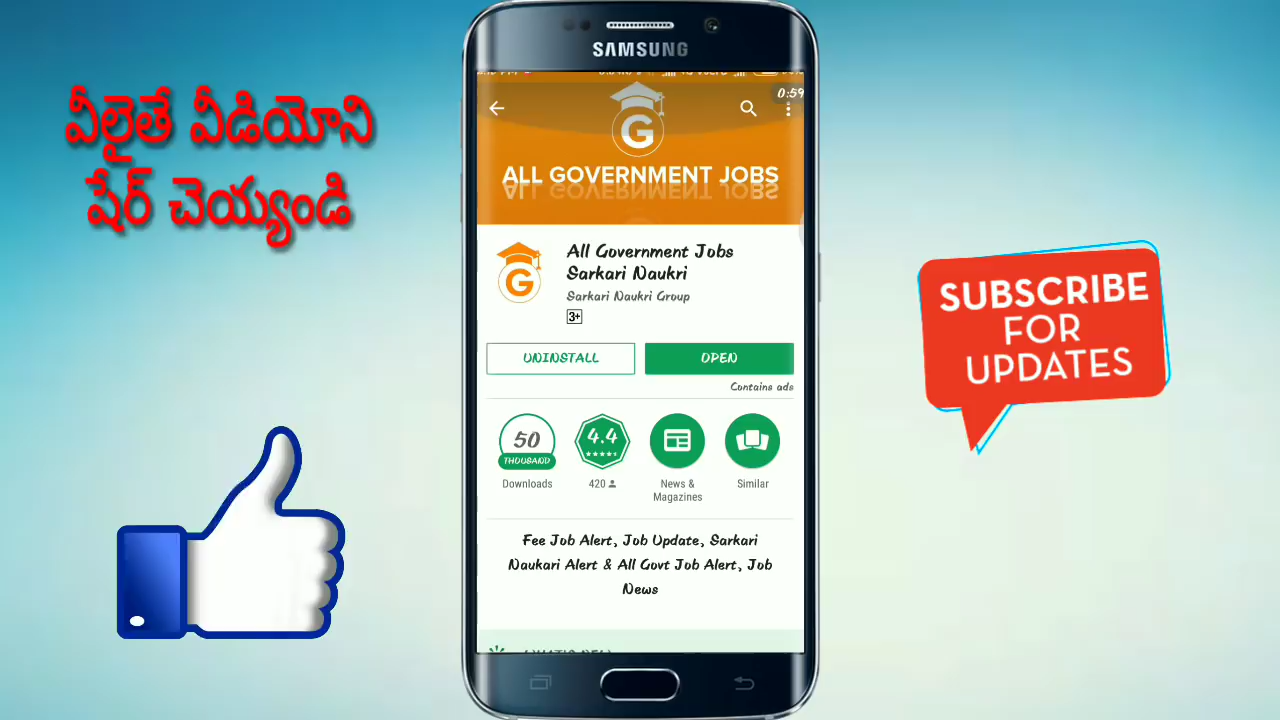 వీలైతే వీడియోని
షేర్ చెయ్యండి
SAMSUNG
0:59
G
ALL GOVERNMENT JOBS
G
All Government Jobs
Sarkari Naukri
Sarkari Naukri Group
3+
UNINSTALL
OPEN
Contains ads
50
THOUSAND
Downloads
4.4
420
News &
Magazines
Similar
Fee Job Alert, Job Update, Sarkari
Naukari Alert & All Govt Job Alert, Job
News
SUBSCRIBE
FOR
UPDATES